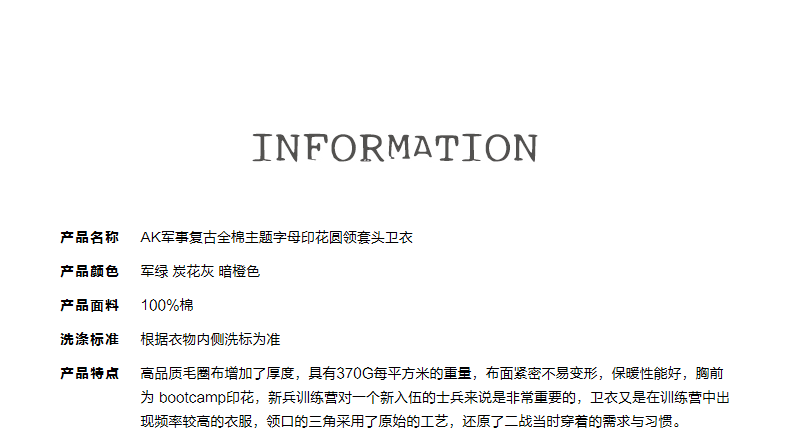 INFORMATION
产品名称 AK军事复古全棉主题字母印花圆领套头卫衣
产品颜色 军绿 炭花灰 暗橙色
产品面料 100%棉
洗涤标准 根据衣物内侧洗标为准
产品特点 高品质毛圈布增加了厚度，具有370G每平方米的重量，布面紧密不易变形，保暖性能好，胸前
为 bootcamp印花，新兵训练营对一个新入伍的士兵来说是非常重要的，卫衣又是在训练营中出
现频率较高的衣服，领口的三角采用了原始的工艺，还原了二战当时穿着的需求与习惯。